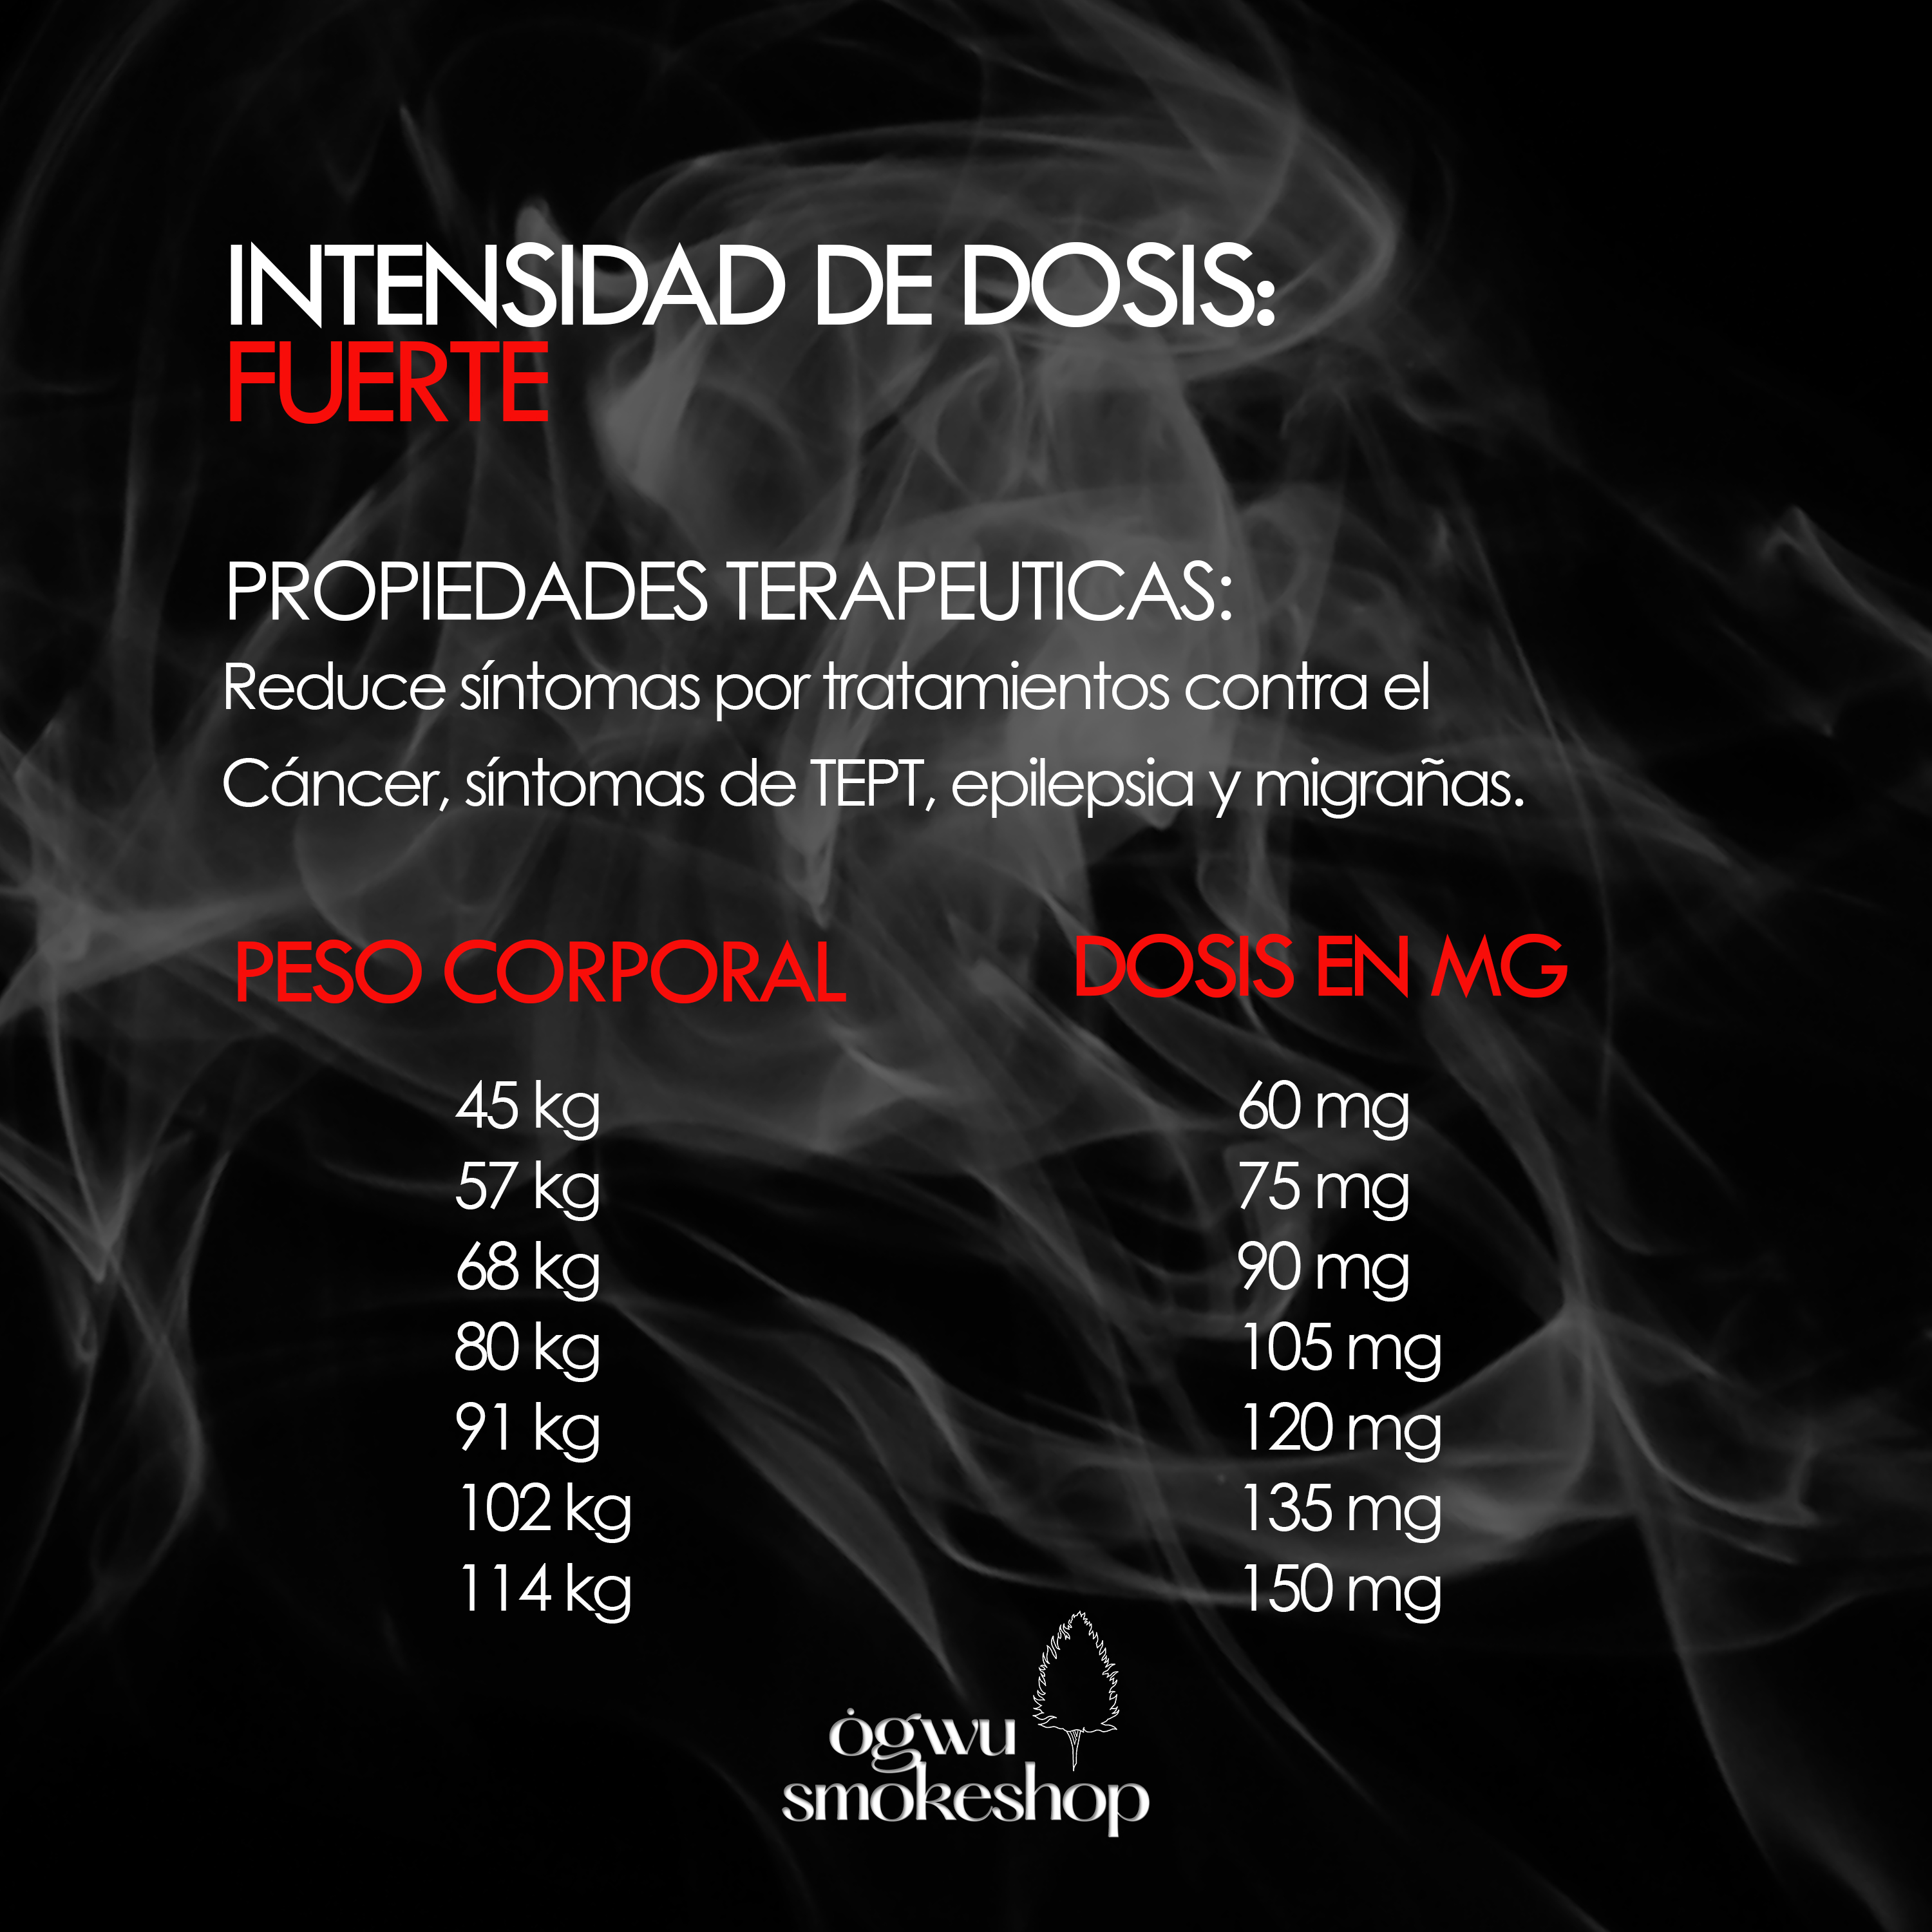 INTENSIDAD DE DOSIS:
FUERTE
PROPIEDADES TERAPEUTICAS:
Reduce síntomas por tratamientos contra el
Cáncer, síntomas de TEPT, epilepsia y migrañas.
PESO CORPORAL DOSIS EN MG
45 kg 60 mg
57 kg 75 mg
68 kg 90 mg
80 kg 105 mg
91 kg 120 mg
102 kg 135 mg
114 kg 150 mg
ȯgwu
smokeshop